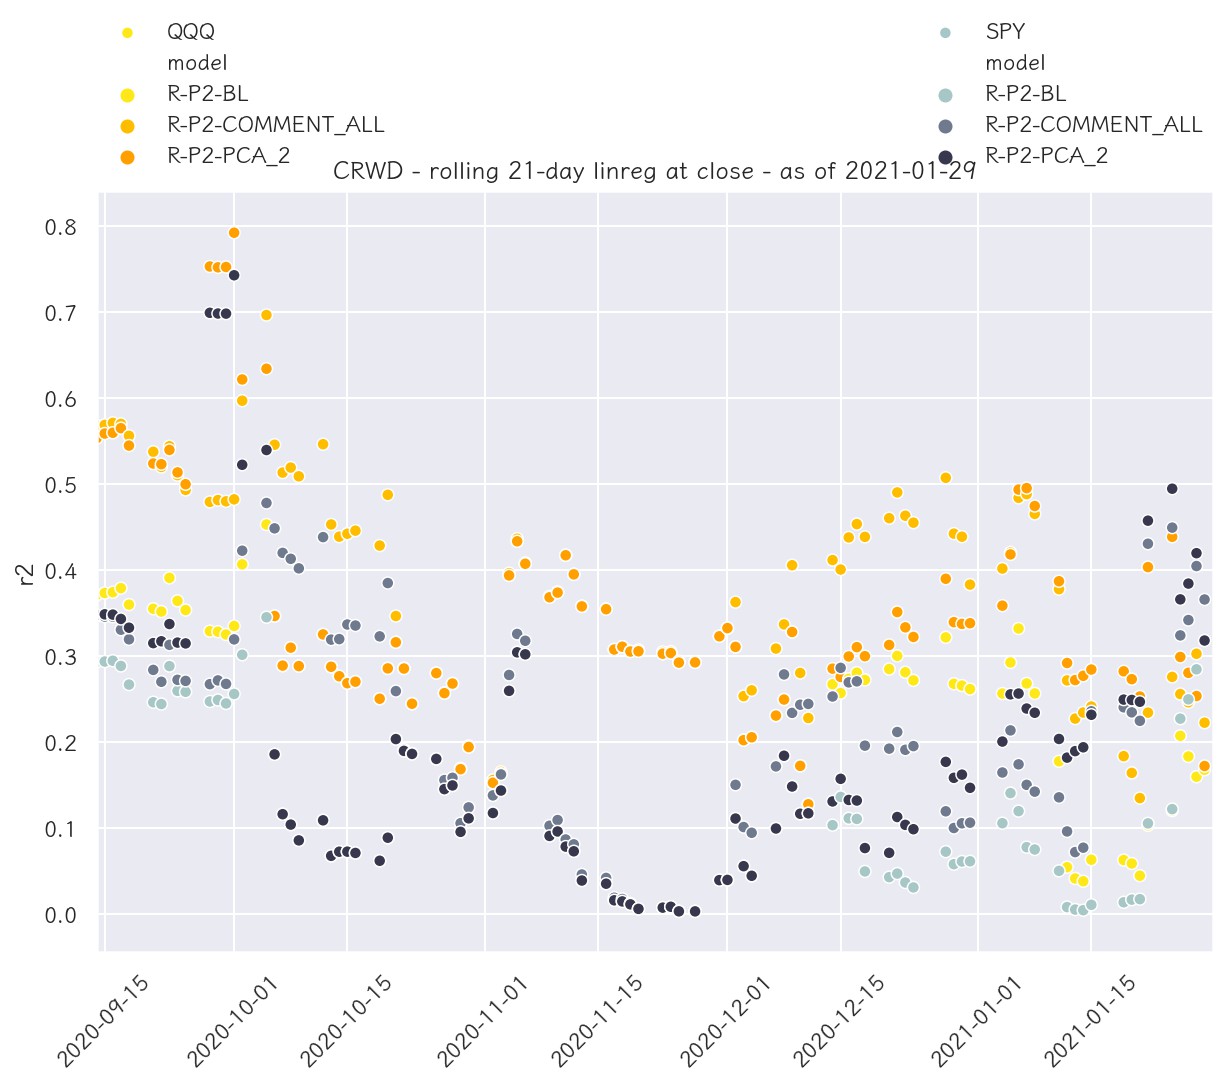 QQQ
model
R-P2-BL
R-P2-COMMENT_ALL
R-P2-PCA_2
SPY
model
R-P2-BL
R-P2-COMMENT_ALL
R-P2-PCA_2
CRWD - rolling 21-day linreg at close - as of 2021-01-29
0.8
0.7
0.6
0.5
0.4
0.3
0.2
0.1
0.0
r2
2020-09-15
2020-10-01
2020-10-15
2020-11-01
2020-11-15
2020-12-01
2020-12-15
2021-01-01
2021-01-15